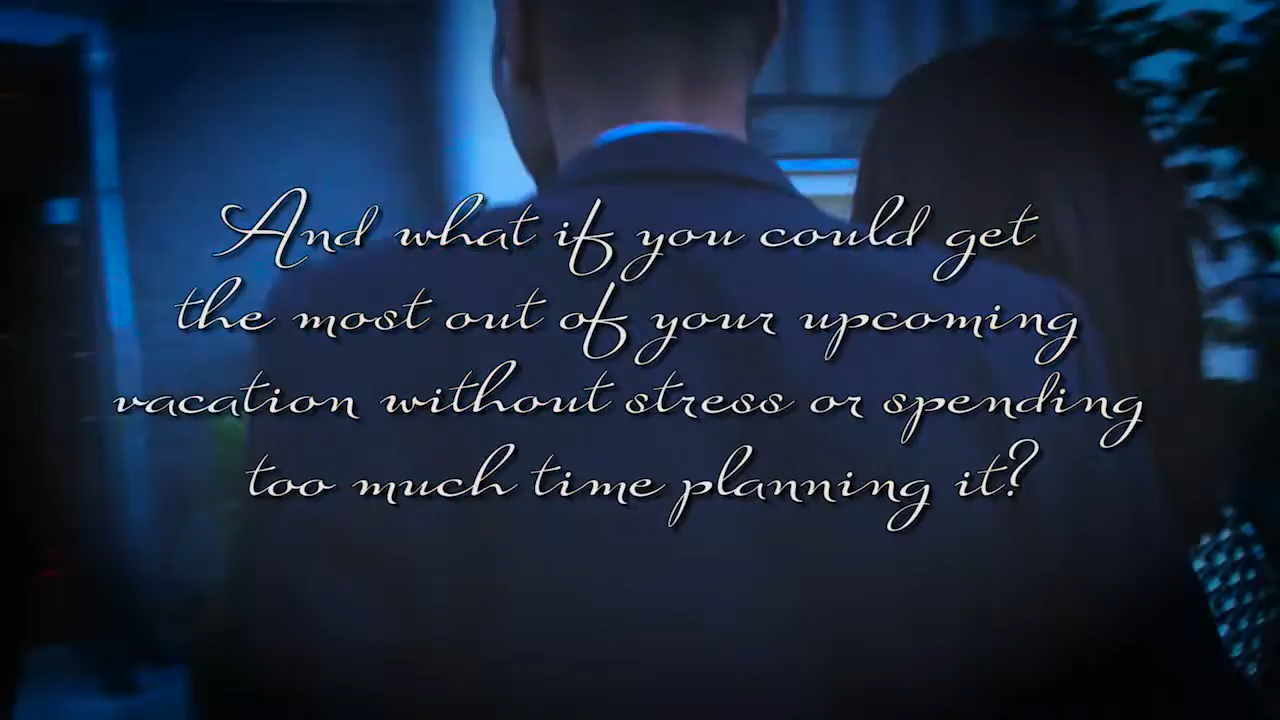 And what if you could get
the most out of your upcoming
vacation without stress or spending
too much time planning it?